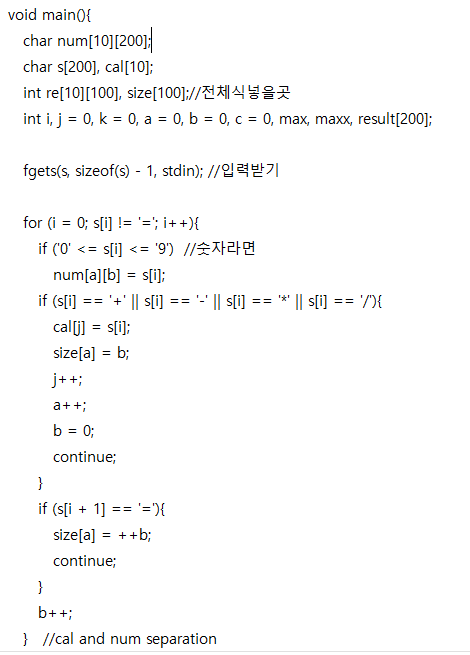 void main(){
char num[10][200];
char s[200], cal[10];
int re[10][100], size[100];//전체식넣을곳
int i, j = 0, k = 0, a = 0, b = 0, c = 0, max, maxx, result[200];
fgets(s, sizeof(s) - 1, stdin); //입력받기
for (i = 0; s[i] != '='; i++){
if ('0' <= s[i] <= '9')  //숫자라면
num[a][b] = s[i];
if (s[i] == '+' || s[i] == '-' || s[i] == '*' || s[i] == '/'){
cal[j] = s[i];
size[a] = b;
j++;
a++;
b = 0;
continue;
}
if (s[i + 1] == '='){
size[a] = ++b;
continue;
}
b++;
}   //cal and num separation